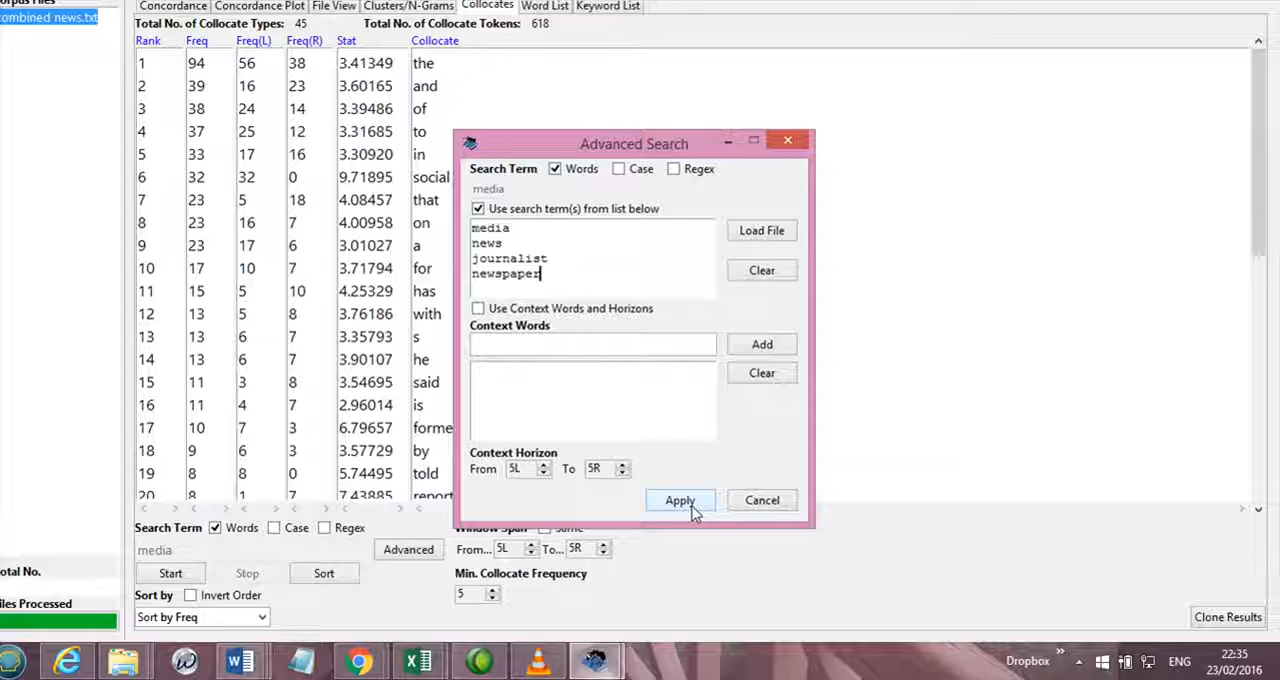 Concordance Concordance Plot File View Clusters/N-Grams Collocates Word List Keyword List
combined news.txt
Total No. of Collocate Types: 45 Total No. of Collocate Tokens: 618
Rank Freq Freq(L) Freq(R) Stat Collocate
1 94 56 38 3.41349 the
2 39 16 23 3.60165 and
3 38 24 14 3.39486 of
4 37 25 12 3.31685 to
5 33 17 16 3.30920 in
6 32 32 0 9.71895 social
7 23 5 18 4.08457 that
8 23 16 7 4.00958 on
9 23 17 6 3.01027 a
10 17 10 7 3.71794 for
11 15 5 10 4.25329 has
12 13 5 8 3.76186 with
13 13 6 7 3.35793 s
14 13 6 7 3.90107 he
15 11 3 8 3.54695 said
16 11 4 7 2.96014 is
17 10 7 3 6.79657 forme
18 9 6 3 3.57729 by
19 8 8 0 5.74495 told
20 8 1 7 7.43885 report
Advanced Search
Search Term Words Case Regex
media
Use search term(s) from list below
media
news
journalist
newspaper
Load File
Clear
Use Context Words and Horizons
Context Words
Add
Clear
Context Horizon
From 5L To 5R
Apply Cancel
Search Term Words Case Regex
media
Advanced
Start Stop Sort
Sort by Invert Order
Sort by Freq
Window Span Same
From... 5L To... 5R
Min. Collocate Frequency
5
Clone Results
otal No.
iles Processed
Dropbox ENG
22:35
23/02/2016